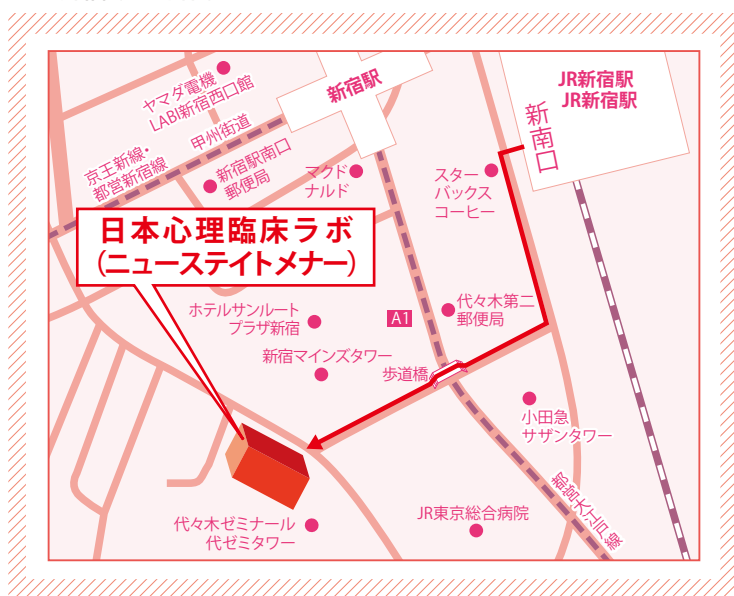 JR新宿駅
JR新宿駅
新南口
新宿駅
ヤマダ電機
LABI新宿西口館
甲州街道
京王新線・
都営新宿線
新宿駅南口
郵便局
マクド
ナルド
スター
バックス
コーヒー
日本心理臨床ラボ
(ニューステイトメナー)
ホテルサンルート
プラザ新宿
A1
代々木第二
郵便局
新宿マインズタワー
歩道橋
小田急
サザンタワー
都営大江戸線
代々木ゼミナール
代ゼミタワー
JR東京総合病院